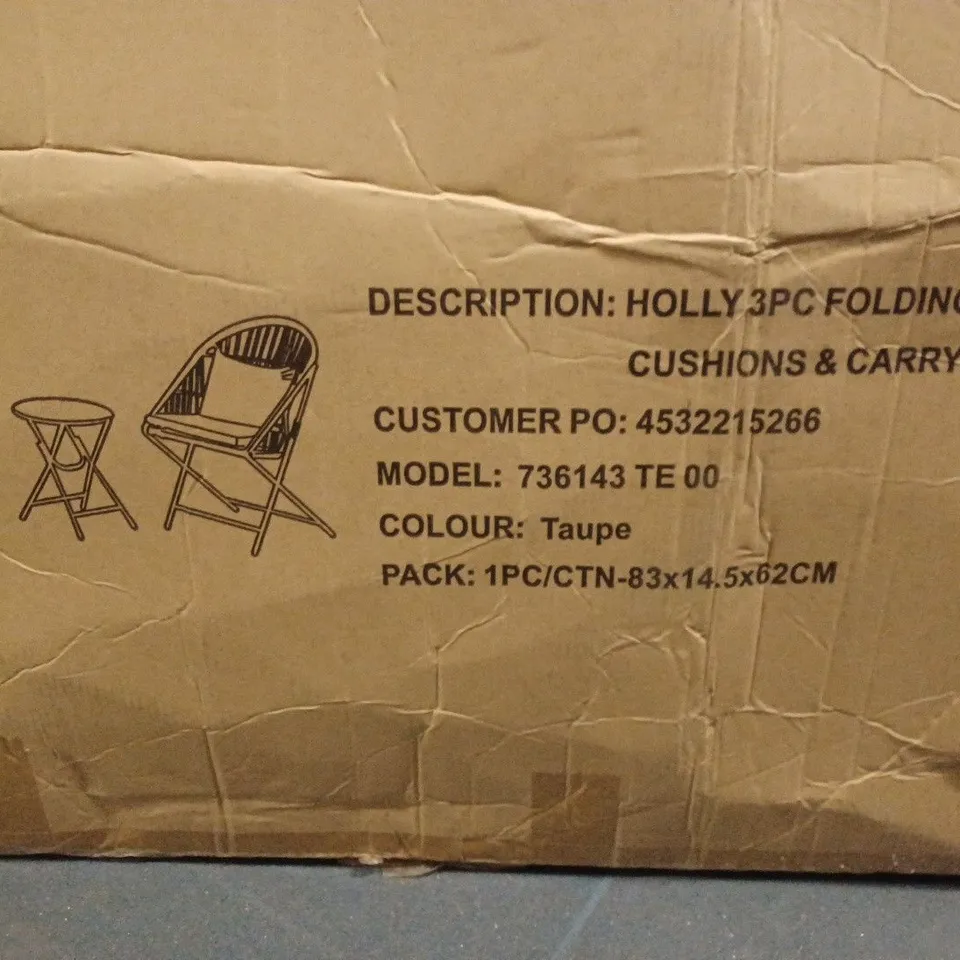 DESCRIPTION: HOLLY 3PC FOLDING
CUSHIONS & CARRY
CUSTOMER PO: 4532215266
MODEL: 736143 TE 00
COLOUR: Taupe
PACK: 1PC/CTN-83x14.5x62CM